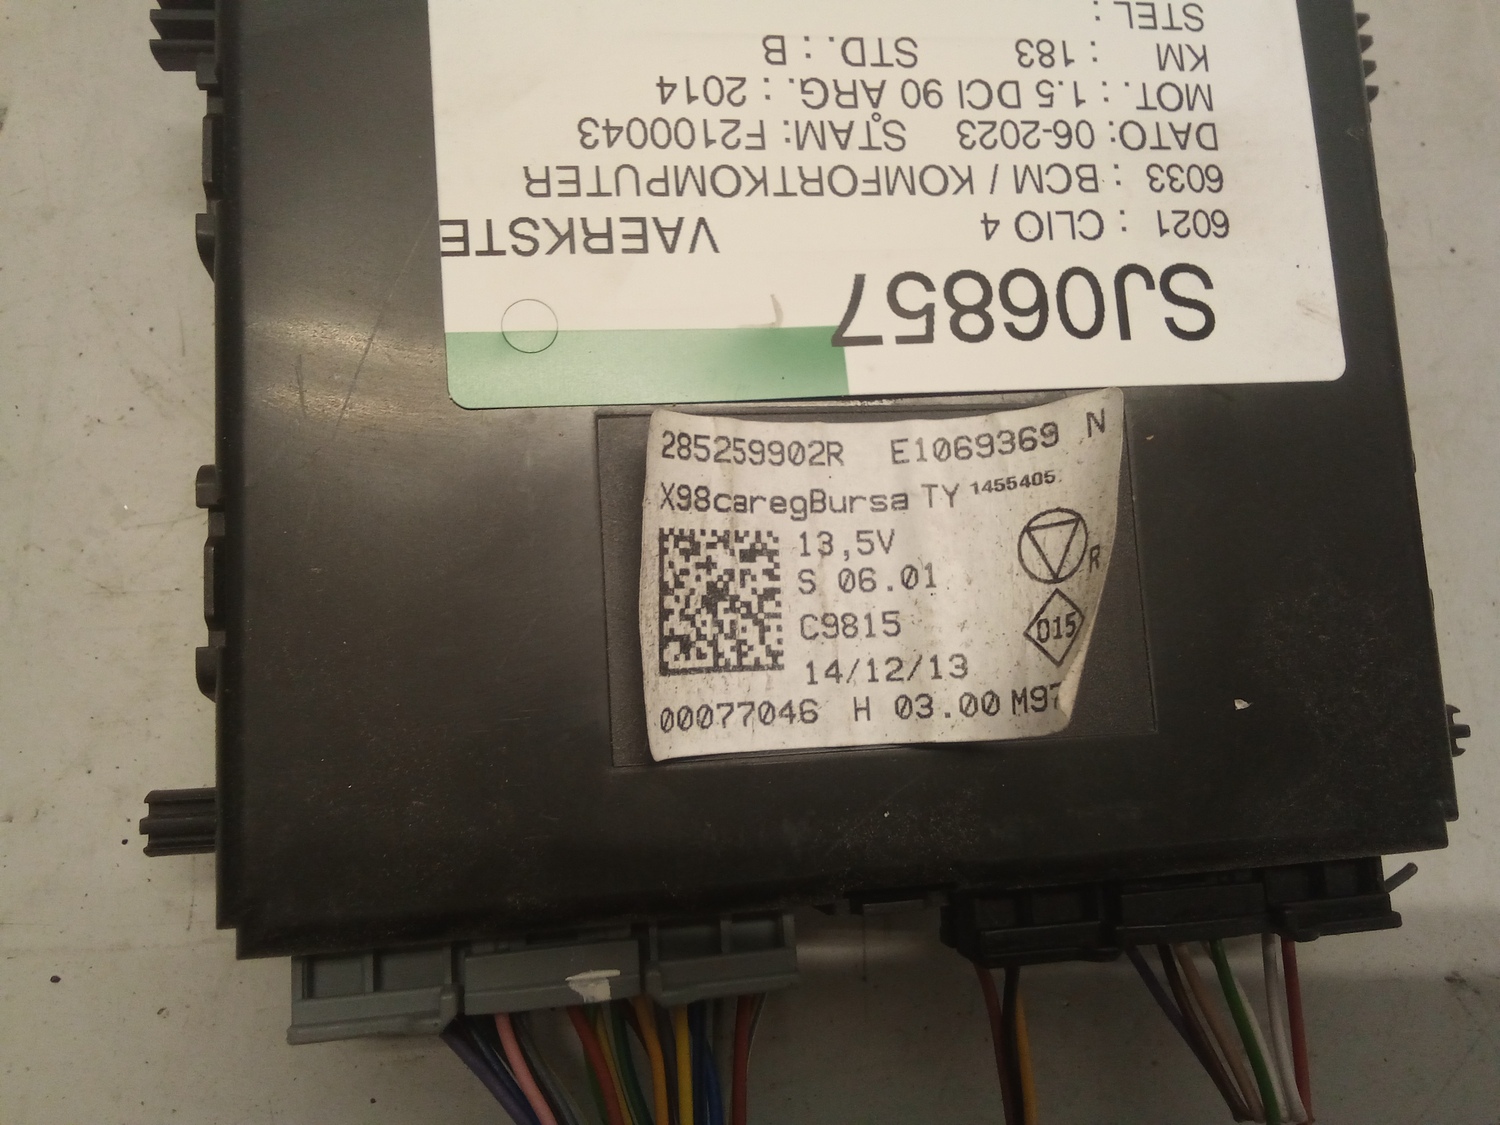 SJ06857
6021 : CLIO 4 VAERKSTE
6033 : BCM / KOMFORTKOMPUTER
DATO: 06-2023 STAM: F2100043
MOT. : 1.5 DCI 90 ÅRG. : 2014
KM : 183 STD. : B
STEL :
285259902R E1069369 N
X98caregBursa TY 1455405
13,5V
S 06.01 R
C9815 D15
14/12/13
00077046 H 03.00 M97